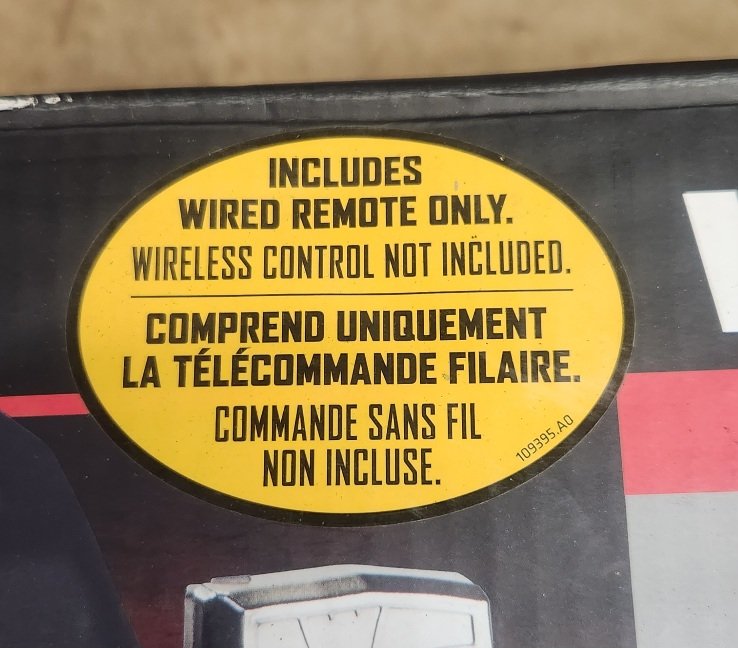 INCLUDES
WIRED REMOTE ONLY.
WIRELESS CONTROL NOT INCLUDED.
COMPREND UNIQUEMENT
LA TÉLÉCOMMANDE FILAIRE.
COMMANDE SANS FIL
NON INCLUSE.
109395.A0